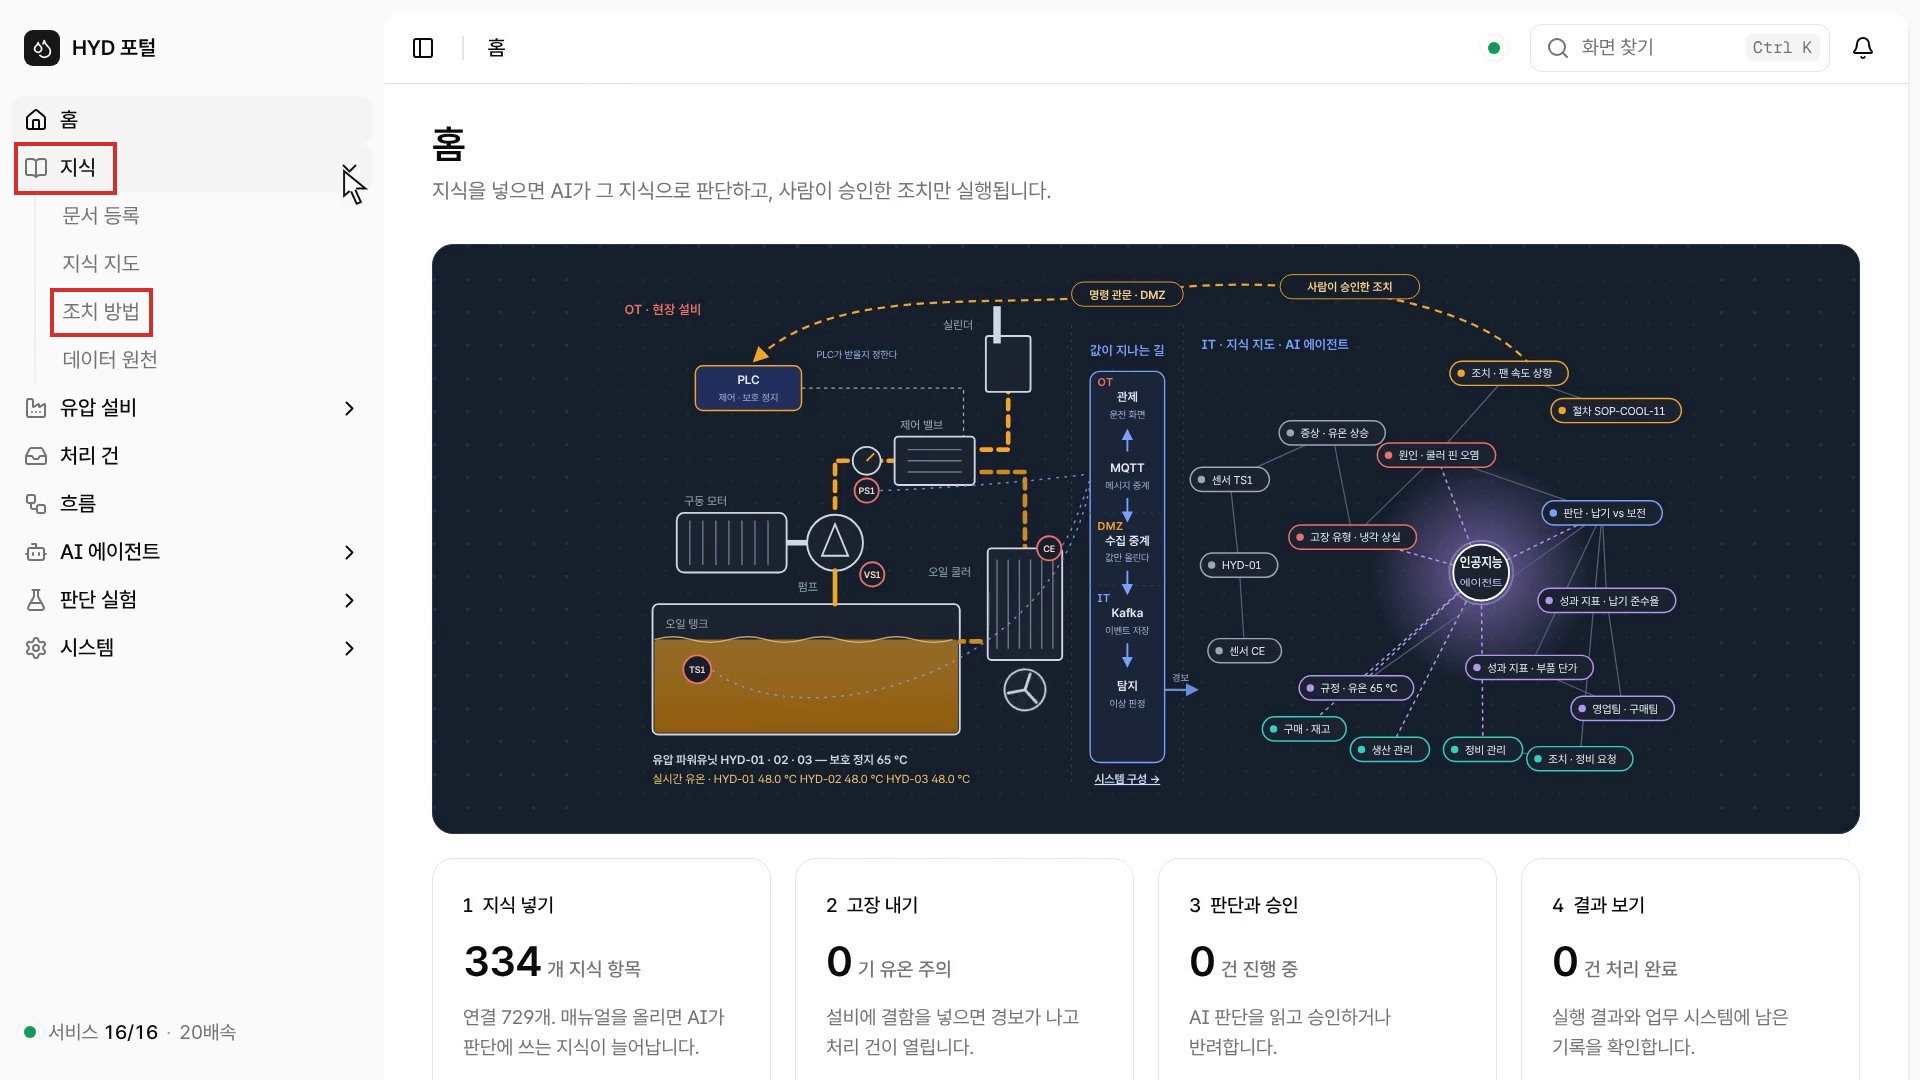 HYD 포털
홈
지식
문서 등록
지식 지도
조치 방법
데이터 원천
유압 설비
처리 건
흐름
AI 에이전트
판단 실험
시스템
서비스 16/16 · 20배속
홈
화면 찾기
Ctrl K
홈
지식을 넣으면 AI가 그 지식으로 판단하고, 사람이 승인한 조치만 실행됩니다.
OT · 현장 설비
명령 관문 · DMZ
사람이 승인한 조치
실린더
PLC가 받을지 정한다
PLC
제어 · 보호 정지
제어 밸브
PS1
구동 모터
펌프
VS1
오일 쿨러
CE
오일 탱크
TS1
유압 파워유닛 HYD-01 · 02 · 03 — 보호 정지 65 °C
실시간 유온 · HYD-01 48.0 °C HYD-02 48.0 °C HYD-03 48.0 °C
값이 지나는 길
OT
관제
운전 화면
MQTT
메시지 중계
DMZ
수집 중계
값만 올린다
IT
Kafka
이벤트 저장
탐지
이상 판정
시스템 구성 →
경보
IT · 지식 지도 · AI 에이전트
조치 · 팬 속도 상향
절차 SOP-COOL-11
증상 · 유온 상승
원인 · 쿨러 핀 오염
센서 TS1
판단 · 납기 vs 보전
고장 유형 · 냉각 상실
HYD-01
인공지능
에이전트
성과 지표 · 납기 준수율
센서 CE
성과 지표 · 부품 단가
규정 · 유온 65 °C
영업팀 · 구매팀
구매 · 재고
생산 관리
정비 관리
조치 · 정비 요청
1 지식 넣기
334 개 지식 항목
연결 729개. 매뉴얼을 올리면 AI가
판단에 쓰는 지식이 늘어납니다.
2 고장 내기
0 기 유온 주의
설비에 결함을 넣으면 경보가 나고
처리 건이 열립니다.
3 판단과 승인
0 건 진행 중
AI 판단을 읽고 승인하거나
반려합니다.
4 결과 보기
0 건 처리 완료
실행 결과와 업무 시스템에 남은
기록을 확인합니다.